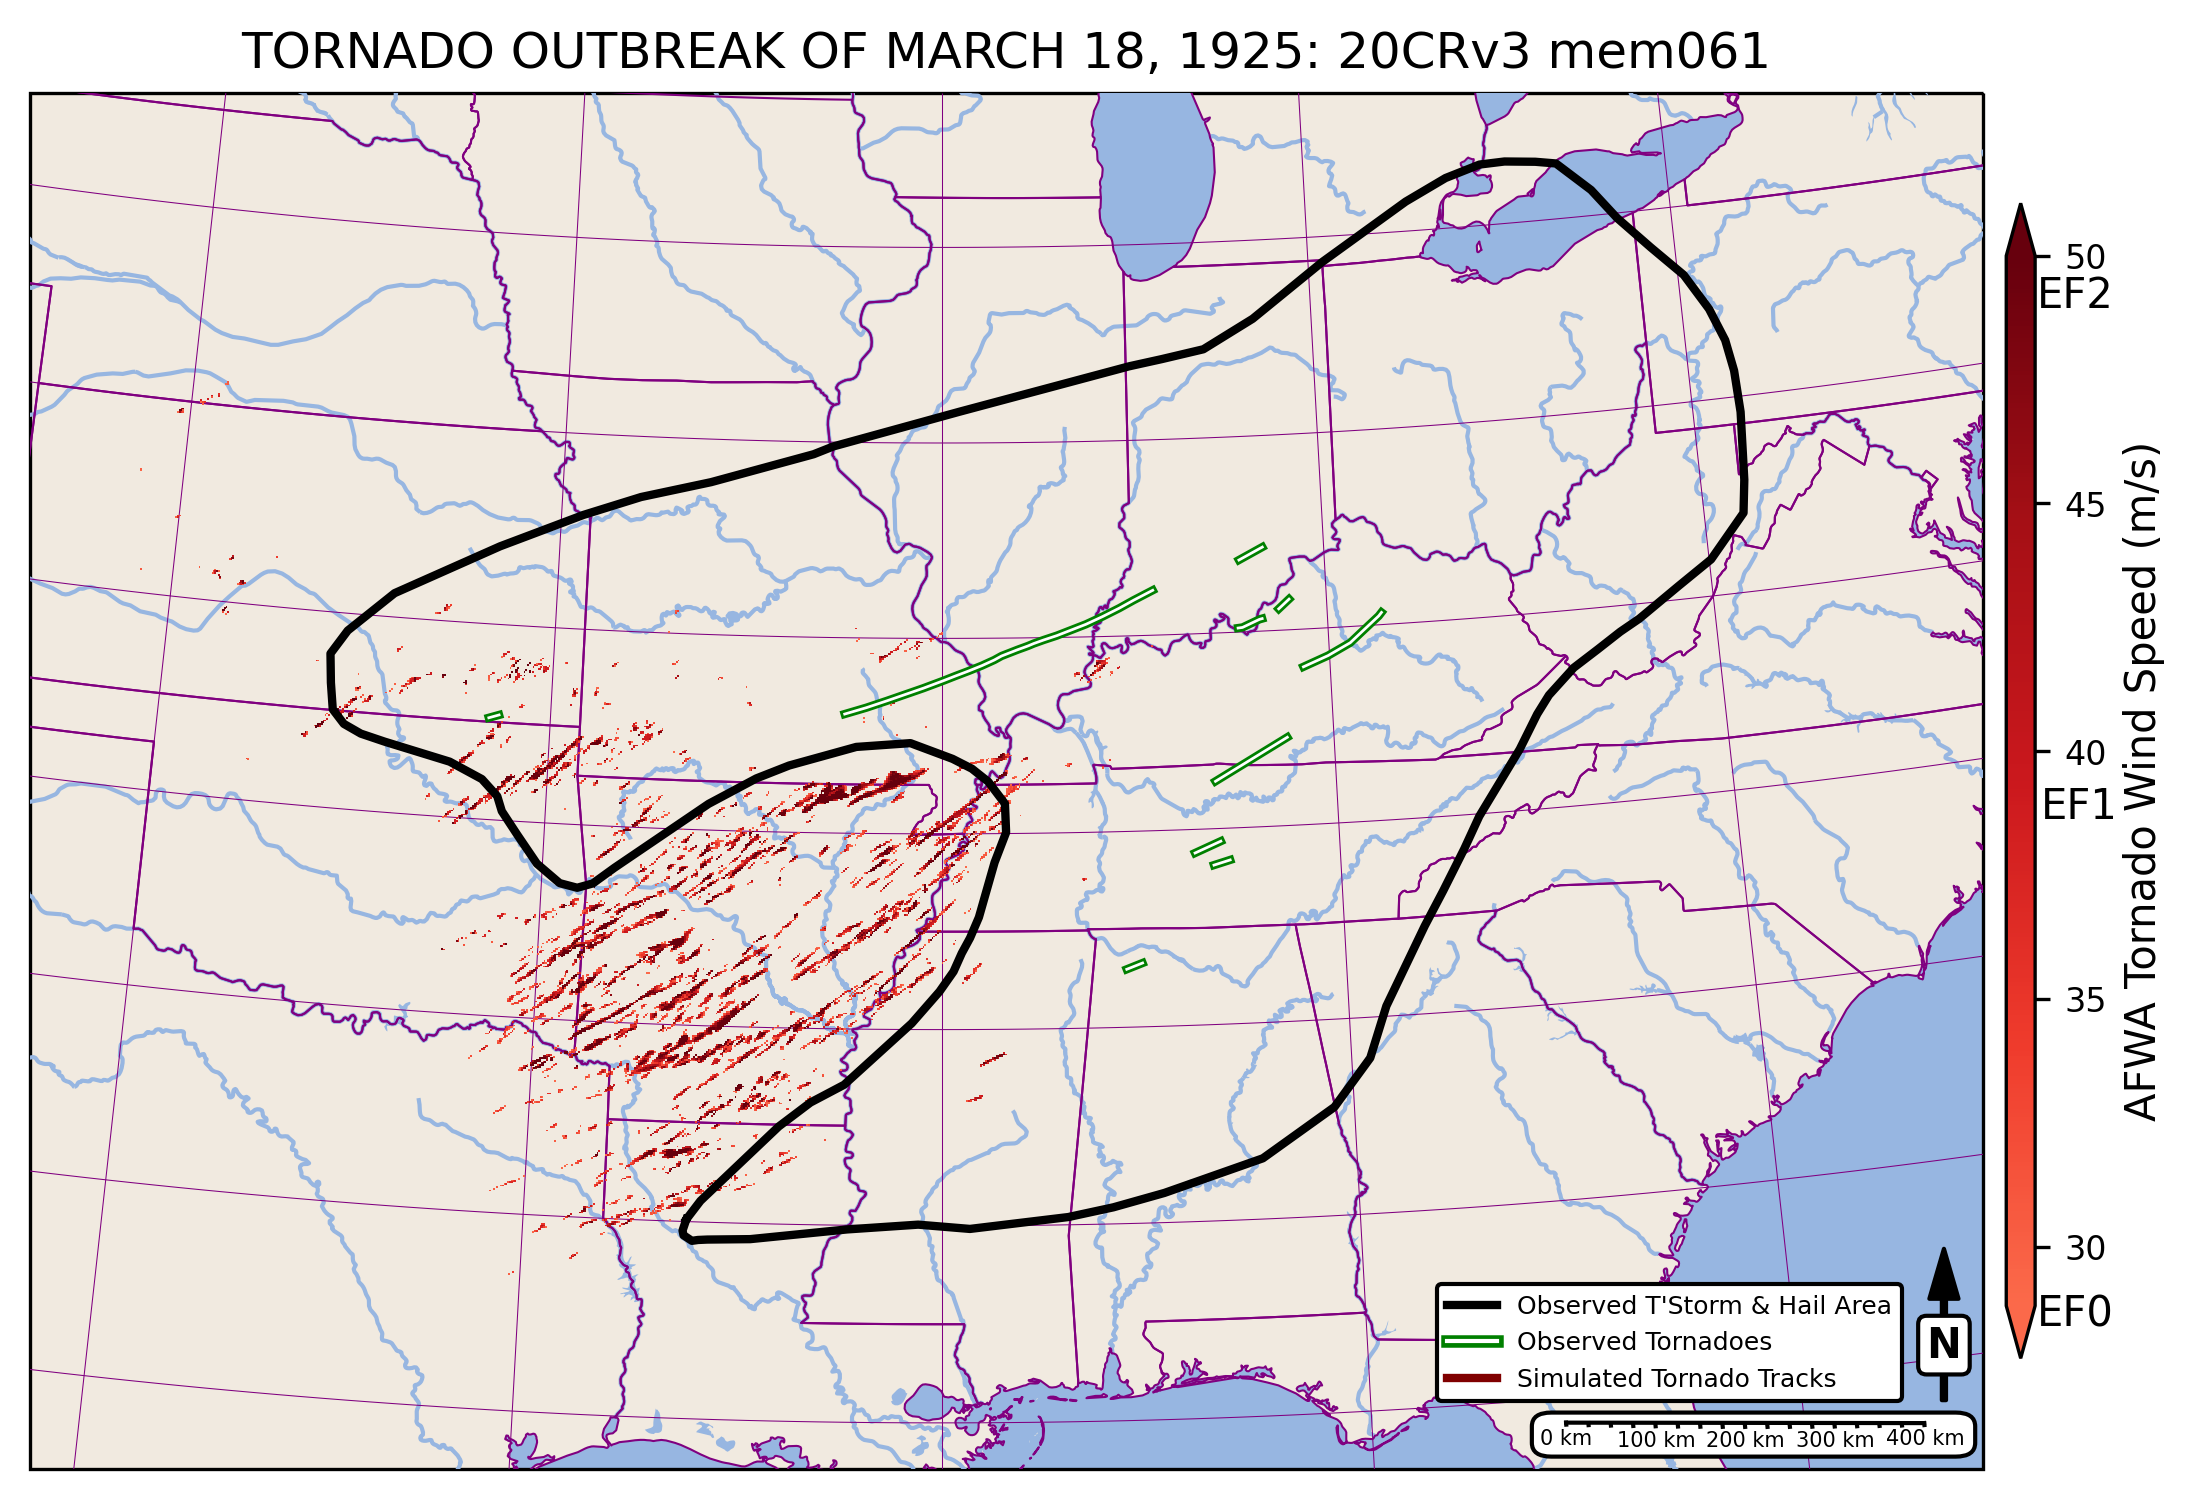 TORNADO OUTBREAK OF MARCH 18, 1925: 20CRv3 mem061
50
EF2
45
40
EF1
35
30
EF0
AFWA Tornado Wind Speed (m/s)
Observed T'Storm & Hail Area
Observed Tornadoes
Simulated Tornado Tracks
N
0 km 100 km 200 km 300 km 400 km